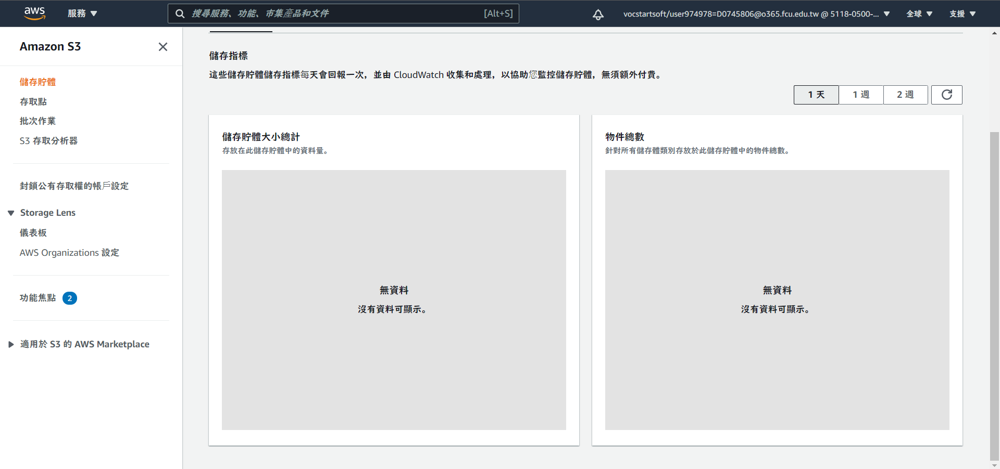 aws
服務
搜尋服務、功能、市集產品和文件
[Alt+S]
vocstartsoft/user974978=D0745806@o365.fcu.edu.tw @ 5118-0500-...
全球
支援
Amazon S3
儲存貯體
存取點
批次作業
S3 存取分析器
封鎖公有存取權的帳戶設定
Storage Lens
儀表板
AWS Organizations 設定
功能焦點 2
適用於 S3 的 AWS Marketplace
儲存指標
這些儲存貯體儲存指標每天會回報一次，並由 CloudWatch 收集和處理，以協助您監控儲存貯體，無須額外付費。
1 天
1 週
2 週
儲存貯體大小總計
存放在此儲存貯體中的資料量。
無資料
沒有資料可顯示。
物件總數
針對所有儲存體類別存放於此儲存貯體中的物件總數。
無資料
沒有資料可顯示。